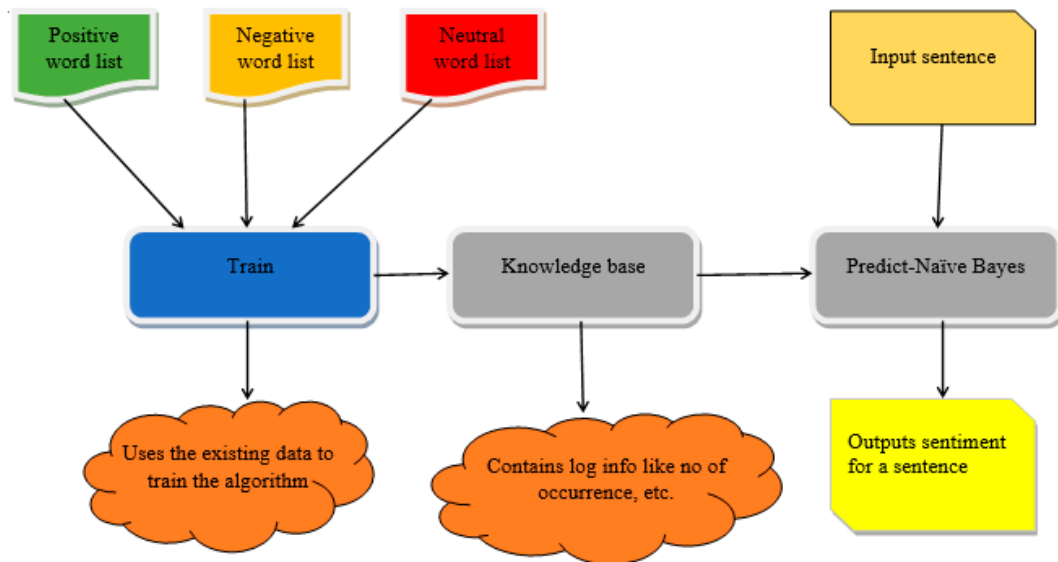 Positive
word list
Negative
word list
Neutral
word list
Input sentence
Train
Knowledge base
Predict-Naïve Bayes
Uses the existing data to
train the algorithm
Contains log info like no of
occurrence, etc.
Outputs sentiment
for a sentence